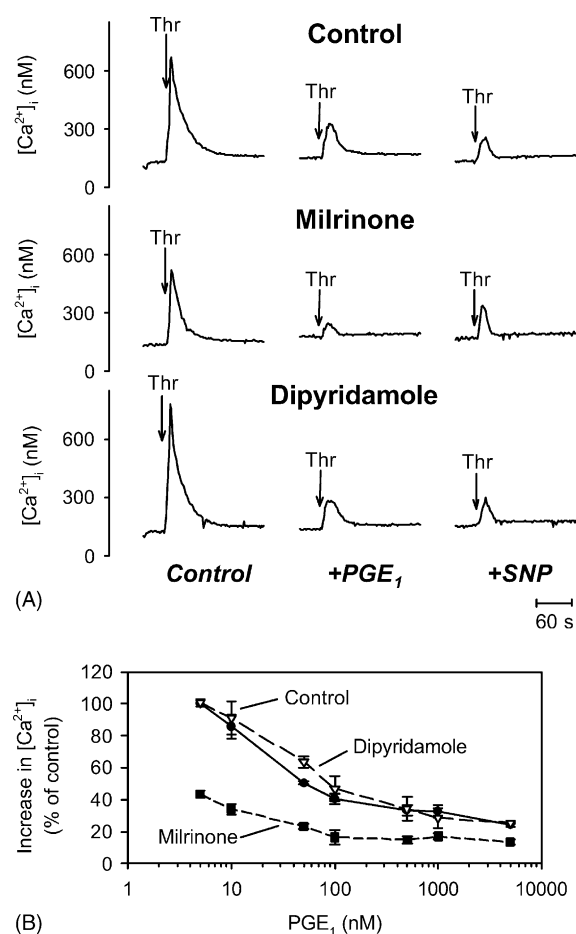 Control
Thr
Thr
Thr
[Ca²⁺]ᵢ (nM)
600
300
0
Milrinone
Thr
Thr
Thr
[Ca²⁺]ᵢ (nM)
600
300
0
Dipyridamole
Thr
Thr
Thr
[Ca²⁺]ᵢ (nM)
600
300
0
Control
+PGE₁
+SNP
(A)
60 s
120
100
80
60
40
20
0
Increase in [Ca²⁺]ᵢ
(% of control)
Control
Dipyridamole
Milrinone
1 10 100 1000 10000
PGE₁ (nM)
(B)